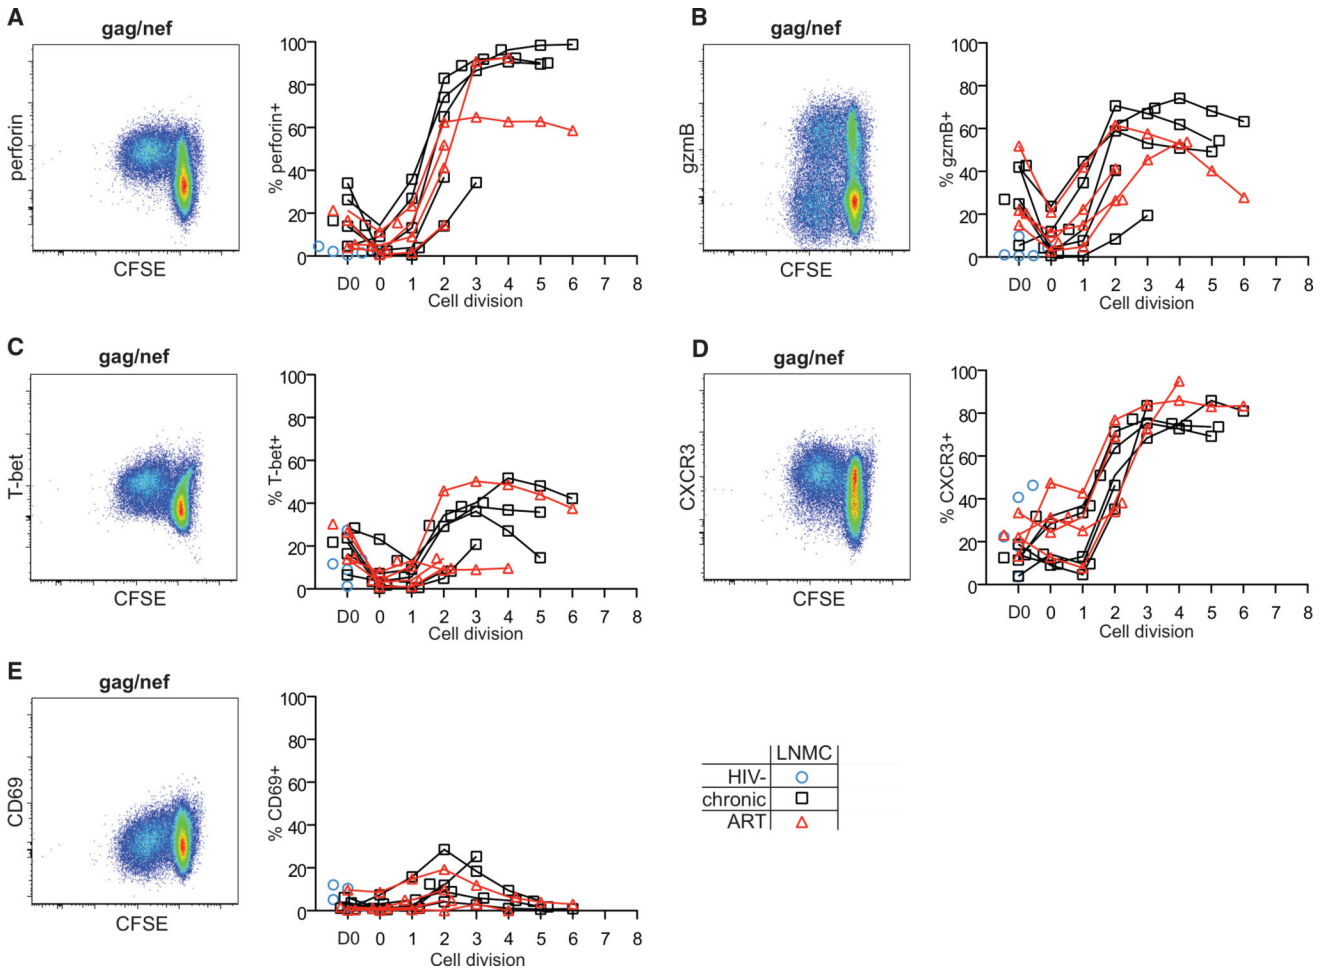 A
gag/nef
perforin
CFSE
% perforin+
100
80
60
40
20
0
D0 0 1 2 3 4 5 6 7 8
Cell division
B
gag/nef
gzmB
CFSE
% gzmB+
100
80
60
40
20
0
D0 0 1 2 3 4 5 6 7 8
Cell division
C
gag/nef
T-bet
CFSE
% T-bet+
100
80
60
40
20
0
D0 0 1 2 3 4 5 6 7 8
Cell division
D
gag/nef
CXCR3
CFSE
% CXCR3+
100
80
60
40
20
0
D0 0 1 2 3 4 5 6 7 8
Cell division
E
gag/nef
CD69
CFSE
% CD69+
100
80
60
40
20
0
D0 0 1 2 3 4 5 6 7 8
Cell division
LNMC
HIV-
chronic
ART